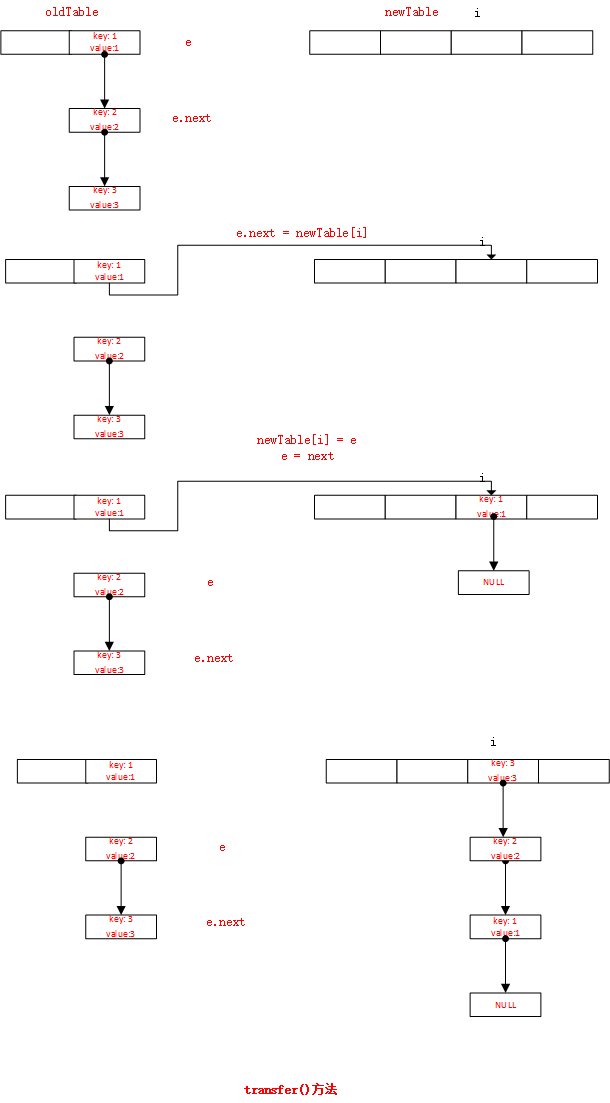 oldTable
newTable
i
key: 1
value:1
e
key: 2
value:2
e.next
key: 3
value:3
e.next = newTable[i]
i
key: 1
value:1
key: 2
value:2
key: 3
value:3
newTable[i] = e
e = next
i
key: 1
value:1
key: 1
value:1
key: 2
value:2
e
NULL
key: 3
value:3
e.next
i
key: 1
value:1
key: 3
value:3
key: 2
value:2
e
key: 2
value:2
key: 3
value:3
e.next
key: 1
value:1
NULL
transfer()方法